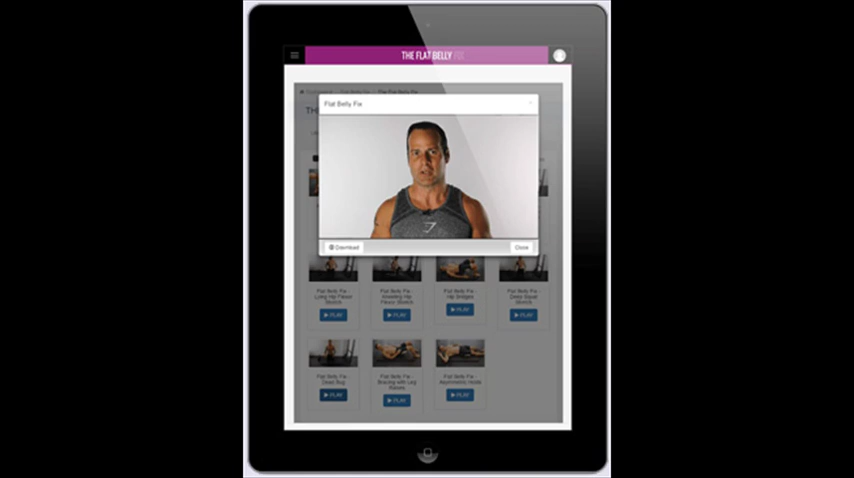 THE FLAT BELLY FIX
Flat Belly Fix
Download
Close
Flat Belly Fix -
Long Hip Flexor
Stretch
PLAY
Flat Belly Fix -
Kneeling Hip
Flexor Stretch
PLAY
Flat Belly Fix -
Hip Bridges
PLAY
Flat Belly Fix -
Deep Squat
Stretch
PLAY
Flat Belly Fix -
Dead Bug
PLAY
Flat Belly Fix -
Bracing with Leg
Raises
PLAY
Flat Belly Fix -
Asymmetric Holds
PLAY